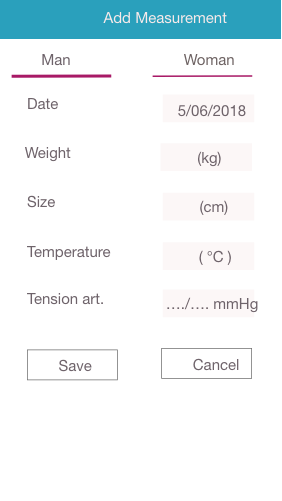 Add Measurement
Man Woman
Date 5/06/2018
Weight (kg)
Size (cm)
Temperature ( °C )
Tension art. ..../.... mmHg
Save Cancel